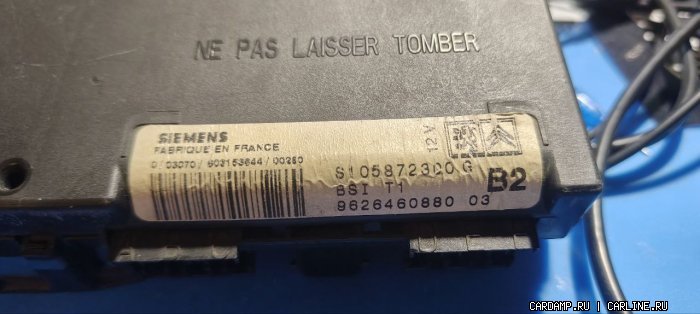 NE PAS LAISSER TOMBER
SIEMENS
FABRIQUE EN FRANCE
12 V
S105872300 G
BSI T1
B2
9626460880 03
CARDAMP.RU | CARLINE.RU